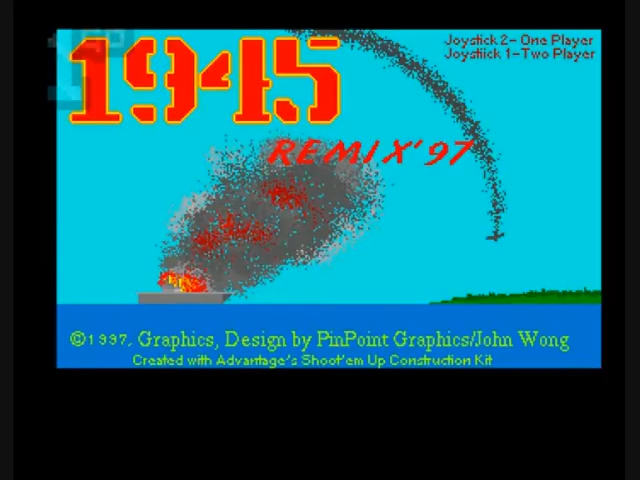 Joystick 2- One Player
Joystiick 1-Two Player
1945
REMIX'97
©1997, Graphics, Design by PinPoint Graphics/John Wong
Created with Advantage's Shoot'em Up Construction Kit